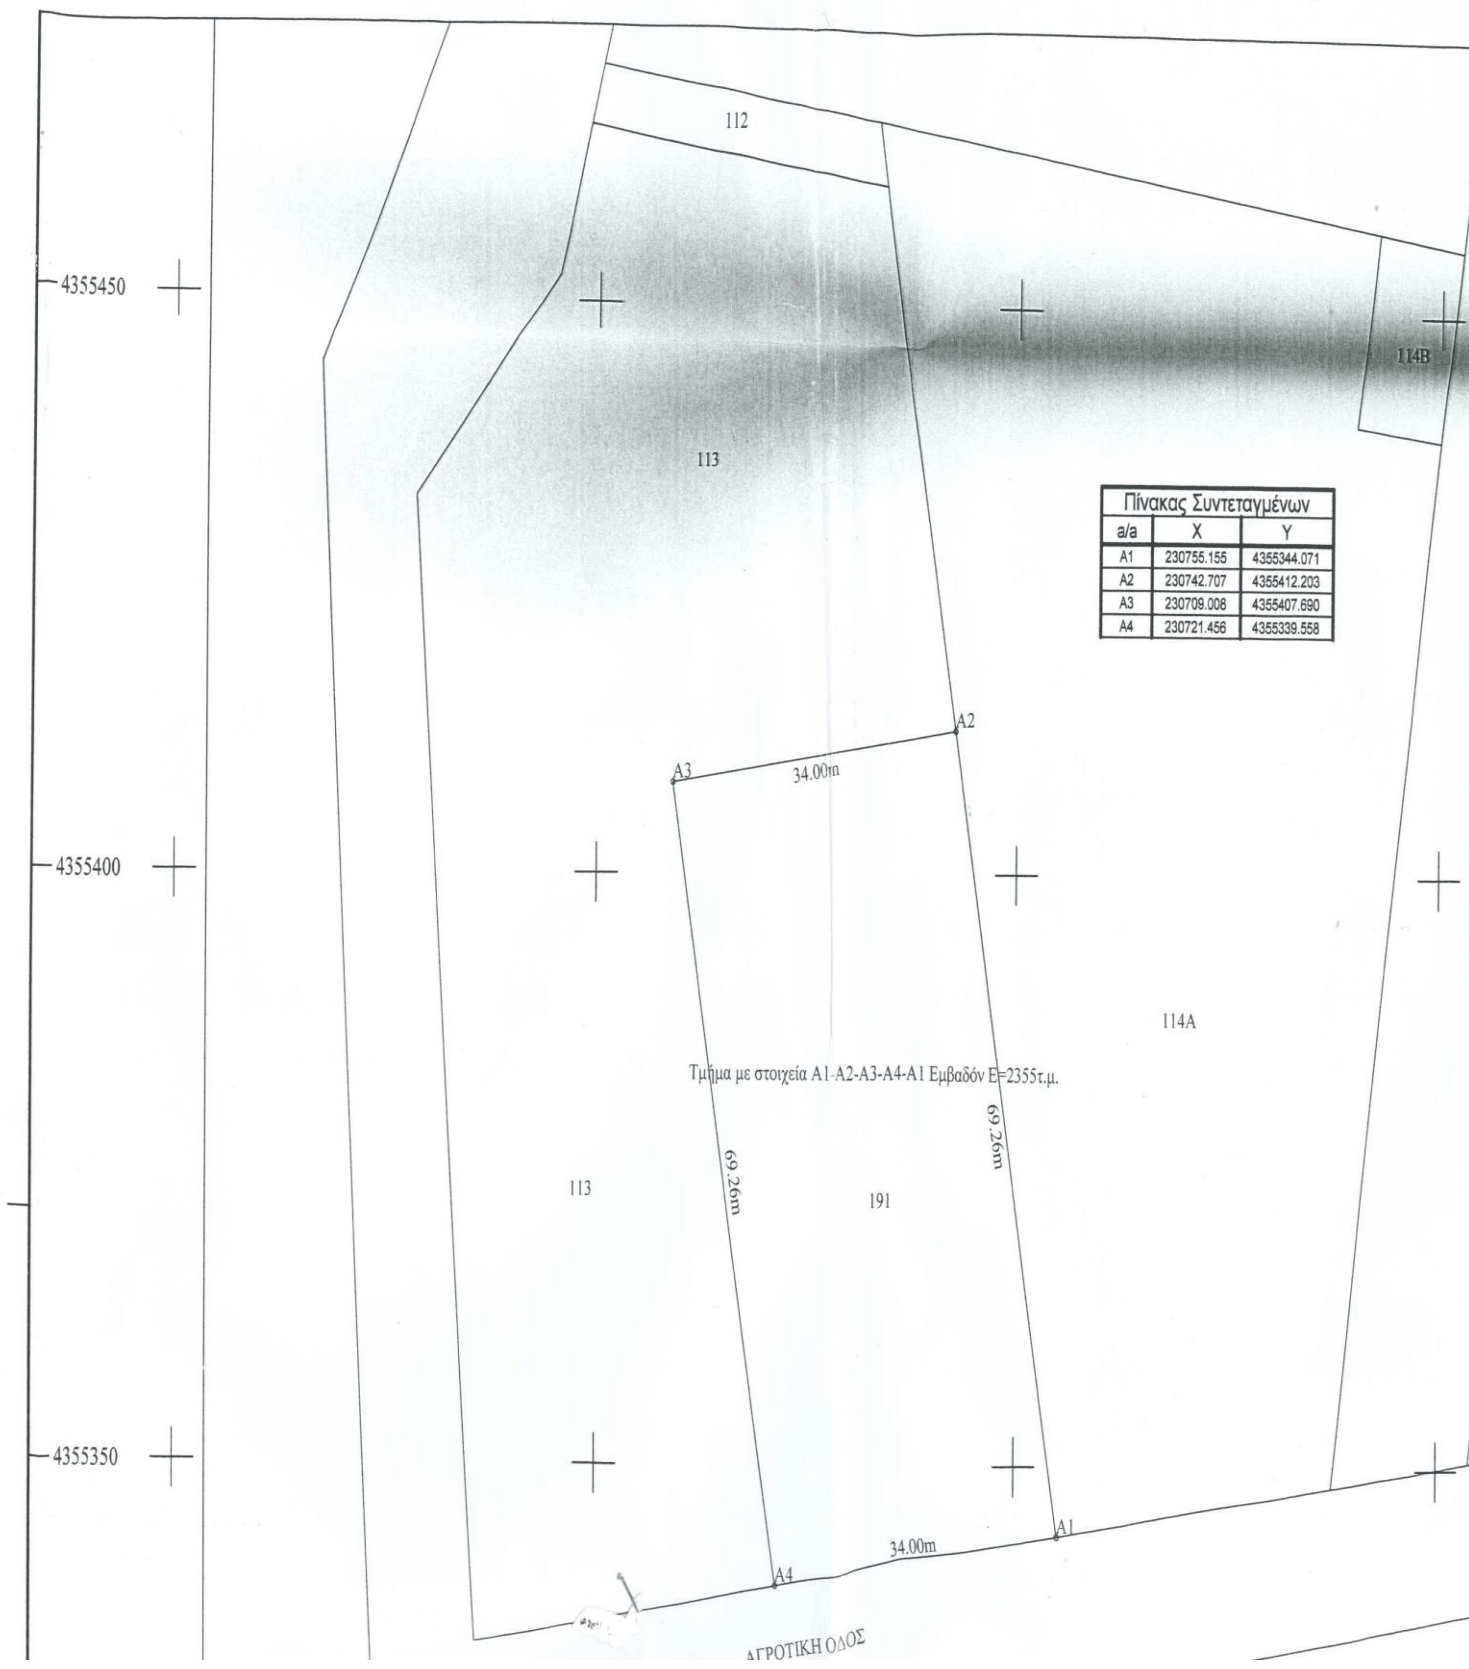 112
4355450
114B
113
Πίνακας Συντεταγμένων
a/a X Y
A1 230755.155 4355344.071
A2 230742.707 4355412.203
A3 230709.008 4355407.690
A4 230721.456 4355339.558
A2
A3
34.00m
4355400
114A
Τμήμα με στοιχεία A1-A2-A3-A4-A1 Εμβαδόν E=2355τ.μ.
69.26m
69.26m
113
191
4355350
A1
34.00m
A4
ΑΓΡΟΤΙΚΗ ΟΔΟΣ